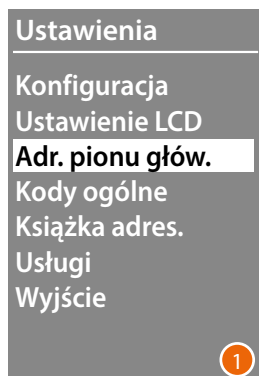 Ustawienia
Konfiguracja
Ustawienie LCD
Adr. pionu głów.
Kody ogólne
Książka adres.
Usługi
Wyjście
1